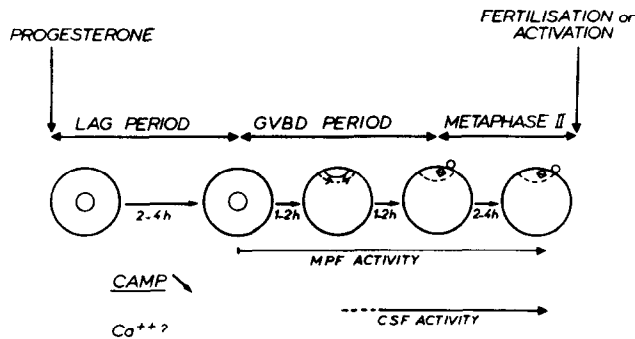 FERTILISATION or
ACTIVATION
PROGESTERONE
LAG PERIOD
GVBD PERIOD
METAPHASE II
2-4h
1-2h
1-2h
2-4h
MPF ACTIVITY
CAMP
CSF ACTIVITY
Ca++?